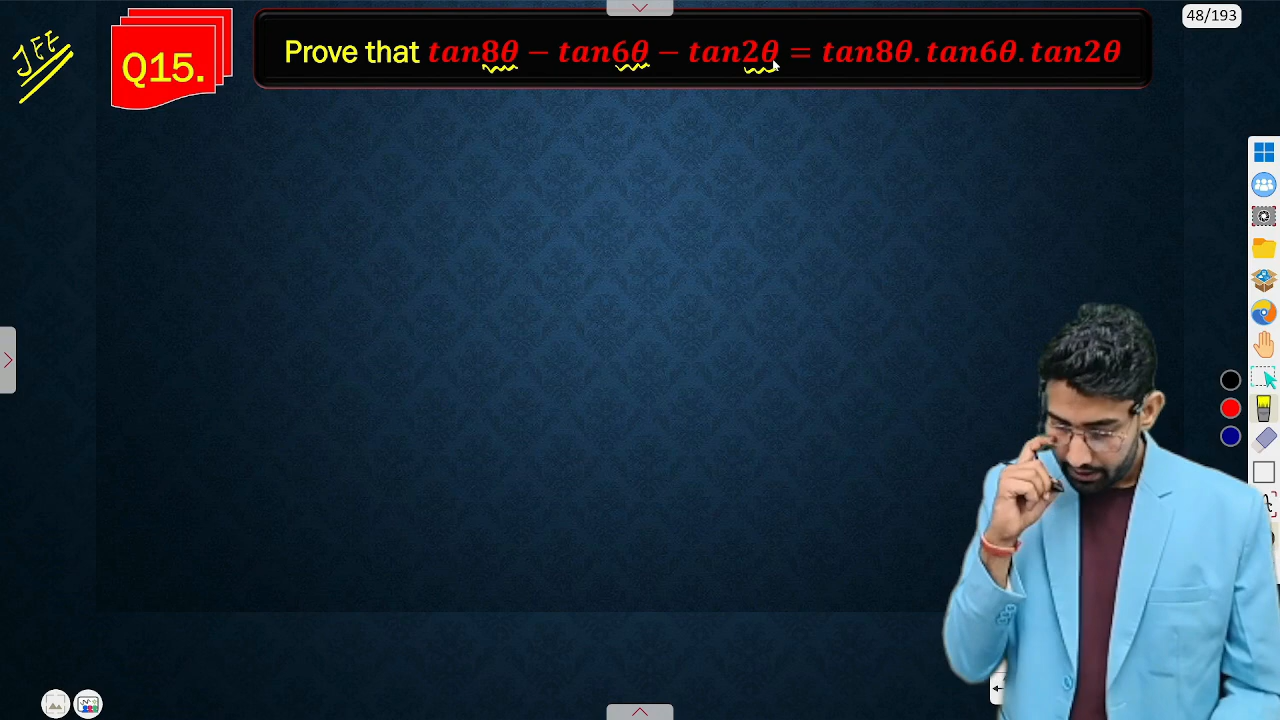 48/193
JEE
Q15.
Prove that tan8θ − tan6θ − tan2θ = tan8θ.tan6θ.tan2θ